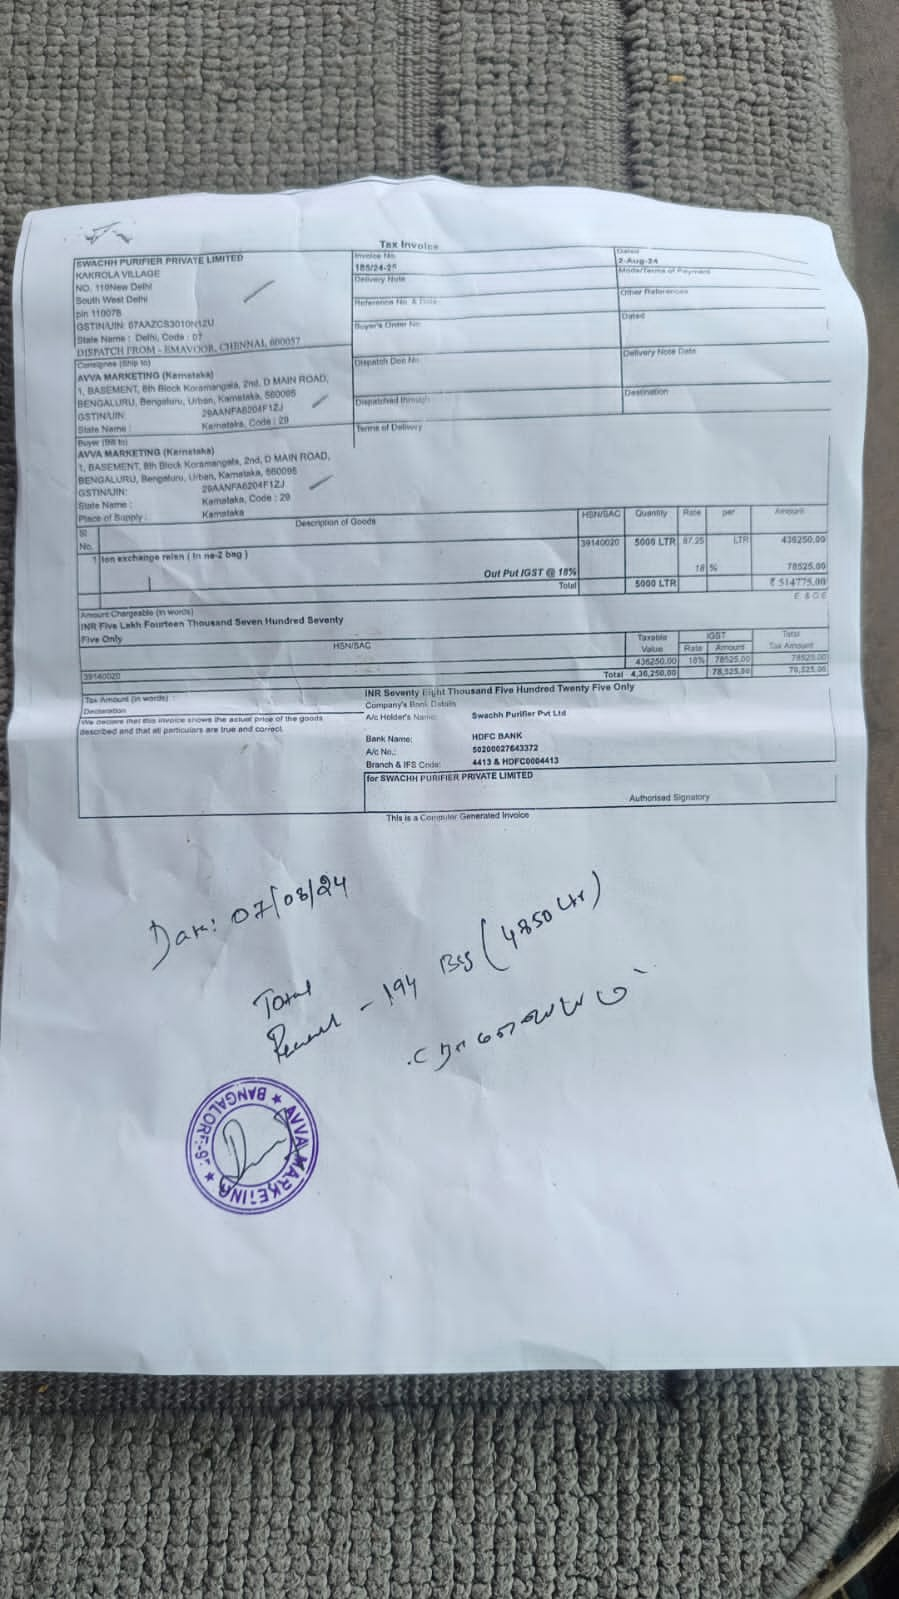 Tax Invoice
SWACHH PURIFIER PRIVATE LIMITED
KAKROLA VILLAGE
NO. 110New Delhi
South West Delhi
pin 110078
GSTIN/UIN: 07AAZCS3010N1ZU
State Name : Delhi, Code : 07
DISPATCH FROM - EMAVOOR, CHENNAI, 600057
Invoice No.
185/24-25
Dated
2-Aug-24
Delivery Note
Mode/Terms of Payment
Reference No. & Date.
Other References
Buyer's Order No.
Dated
Dispatch Doc No.
Delivery Note Date
Dispatched through
Destination
Terms of Delivery
Consignee (Ship to)
AVVA MARKETING (Karnataka)
1, BASEMENT, 8th Block Koramangala, 2nd, D MAIN ROAD,
BENGALURU, Bengaluru, Urban, Karnataka, 560095
GSTIN/UIN: 29AANFA6204F1ZJ
State Name : Karnataka, Code : 29
Buyer (Bill to)
AVVA MARKETING (Karnataka)
1, BASEMENT, 8th Block Koramangala, 2nd, D MAIN ROAD,
BENGALURU, Bengaluru, Urban, Karnataka, 560095
GSTIN/UIN: 29AANFA6204F1ZJ
State Name : Karnataka, Code : 29
Place of Supply : Karnataka
Sl No. Description of Goods HSN/SAC Quantity Rate per Amount
1 Ion exchange reisn ( In na-2 bag ) 39140020 5000 LTR 87.25 LTR 436250.00
Out Put IGST @ 18% 18 % 78525.00
Total 5000 LTR ₹ 514775.00
E. & O.E
Amount Chargeable (in words)
INR Five Lakh Fourteen Thousand Seven Hundred Seventy
Five Only
HSN/SAC Taxable Value IGST Rate Amount Total Tax Amount
39140020 436250.00 18% 78525.00 78525.00
Total 4,36,250.00 78,525.00 78,525.00
Tax Amount (in words) : INR Seventy Eight Thousand Five Hundred Twenty Five Only
Declaration
We declare that this invoice shows the actual price of the goods
described and that all particulars are true and correct.
Company's Bank Details
A/c Holder's Name: Swachh Purifier Pvt Ltd
Bank Name: HDFC BANK
A/c No.: 50200027643372
Branch & IFS Code: 4413 & HDFC0004413
for SWACHH PURIFIER PRIVATE LIMITED
Authorised Signatory
This is a Computer Generated Invoice
Date: 07/08/24
Total
- 194 Bag (4850 Ltr)
AVVA MARKETING ★ BANGALORE-95 ★